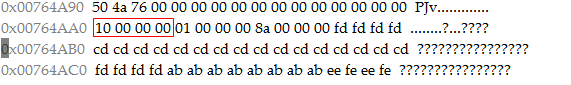 0x00764A90 50 4a 76 00 00 00 00 00 00 00 00 00 00 00 00 00 PJv.............
0x00764AA0 10 00 00 00 01 00 00 00 8a 00 00 00 fd fd fd fd ........?...????
0x00764AB0 cd cd cd cd cd cd cd cd cd cd cd cd cd cd cd cd ????????????????
0x00764AC0 fd fd fd fd ab ab ab ab ab ab ab ab ee fe ee fe ????????????????